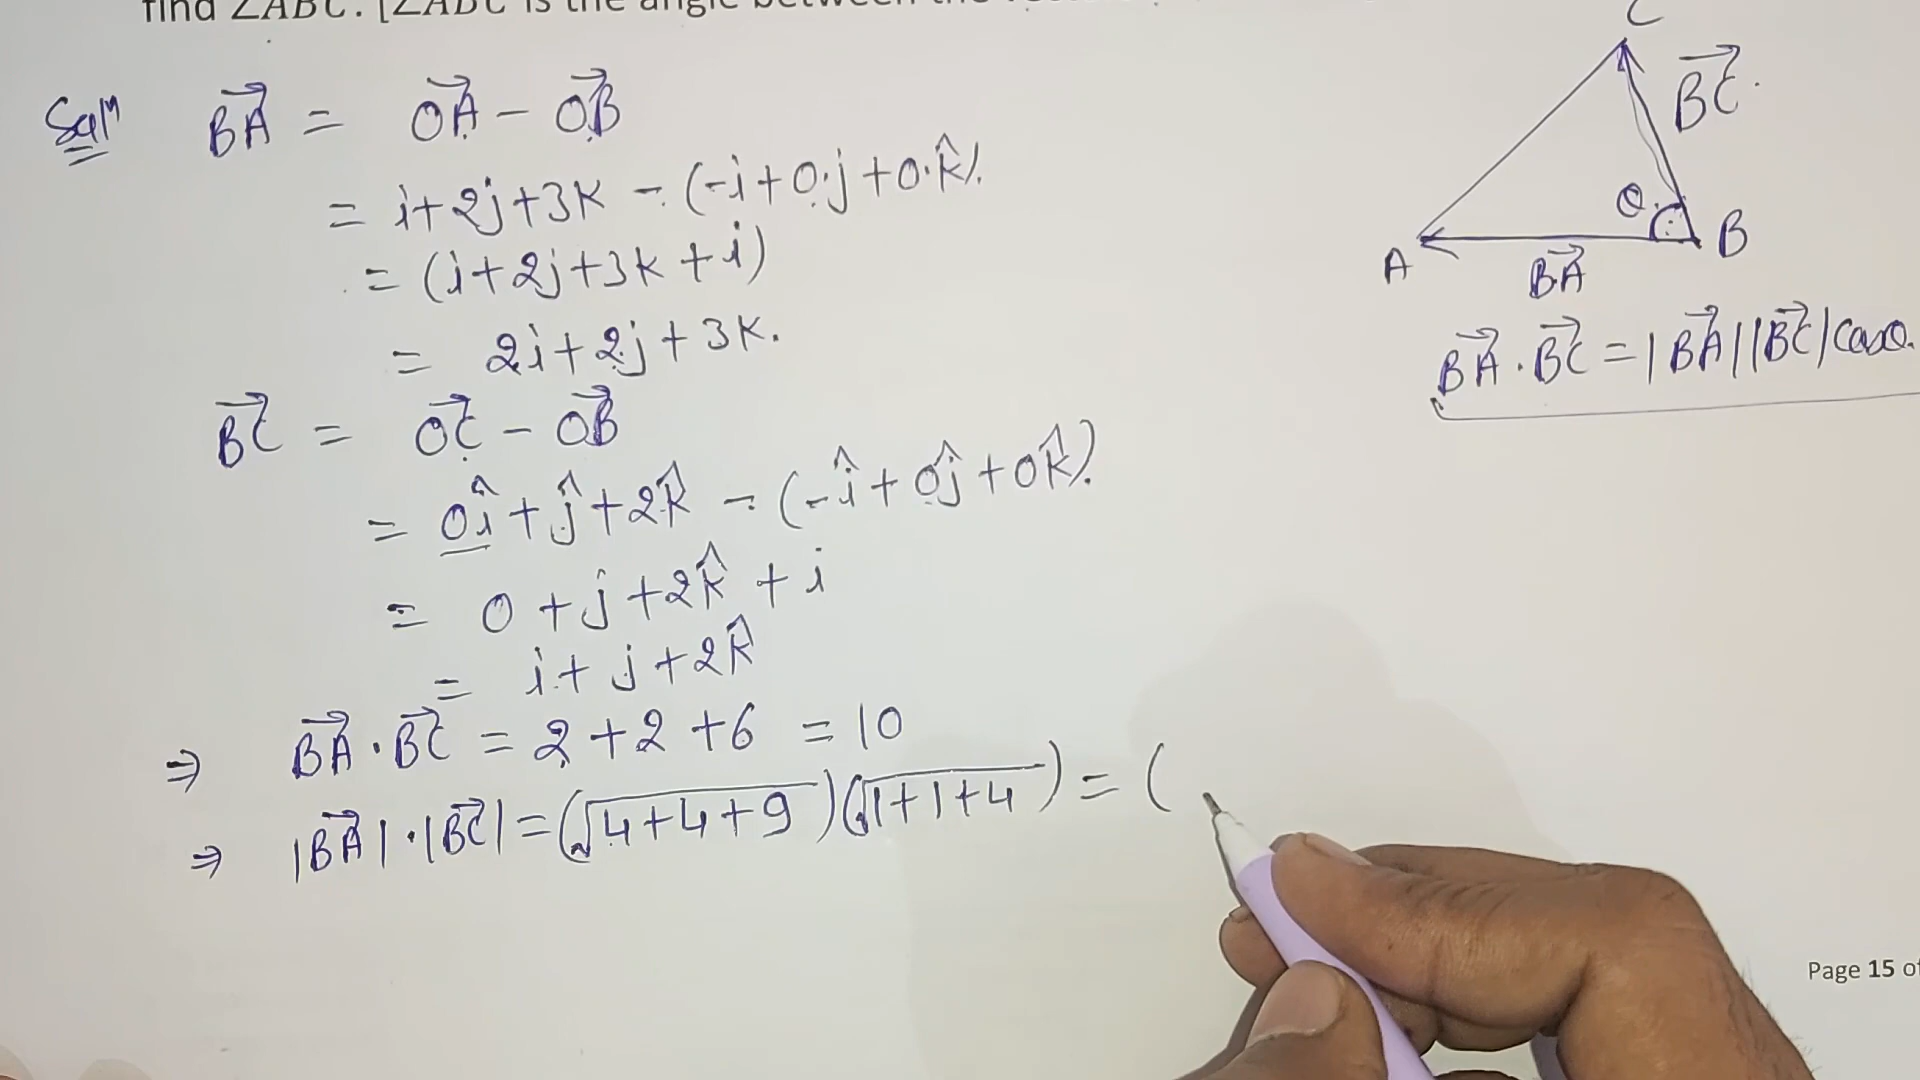 find ∠ABC. [∠ABC is the angle between the
Solⁿ
BA⃗ = OA⃗ − OB⃗
= i+2j+3k − (−i+0.j+0.k̂).
= (i+2j+3k+i)
= 2i+2j+3k.
BC⃗ = OC⃗ − OB⃗
= 0î+ĵ+2k̂ − (−î+0ĵ+0k̂).
= 0+j+2k̂+i
= i+j+2k̂
⇒ BA⃗ . BC⃗ = 2+2+6 = 10
⇒ |BA⃗|.|BC⃗| = (√4+4+9)(√1+1+4) = (
C
BC⃗.
θ
A
BA⃗
B
BA⃗ . BC⃗ = |BA⃗||BC⃗|cosθ.
Page 15 of